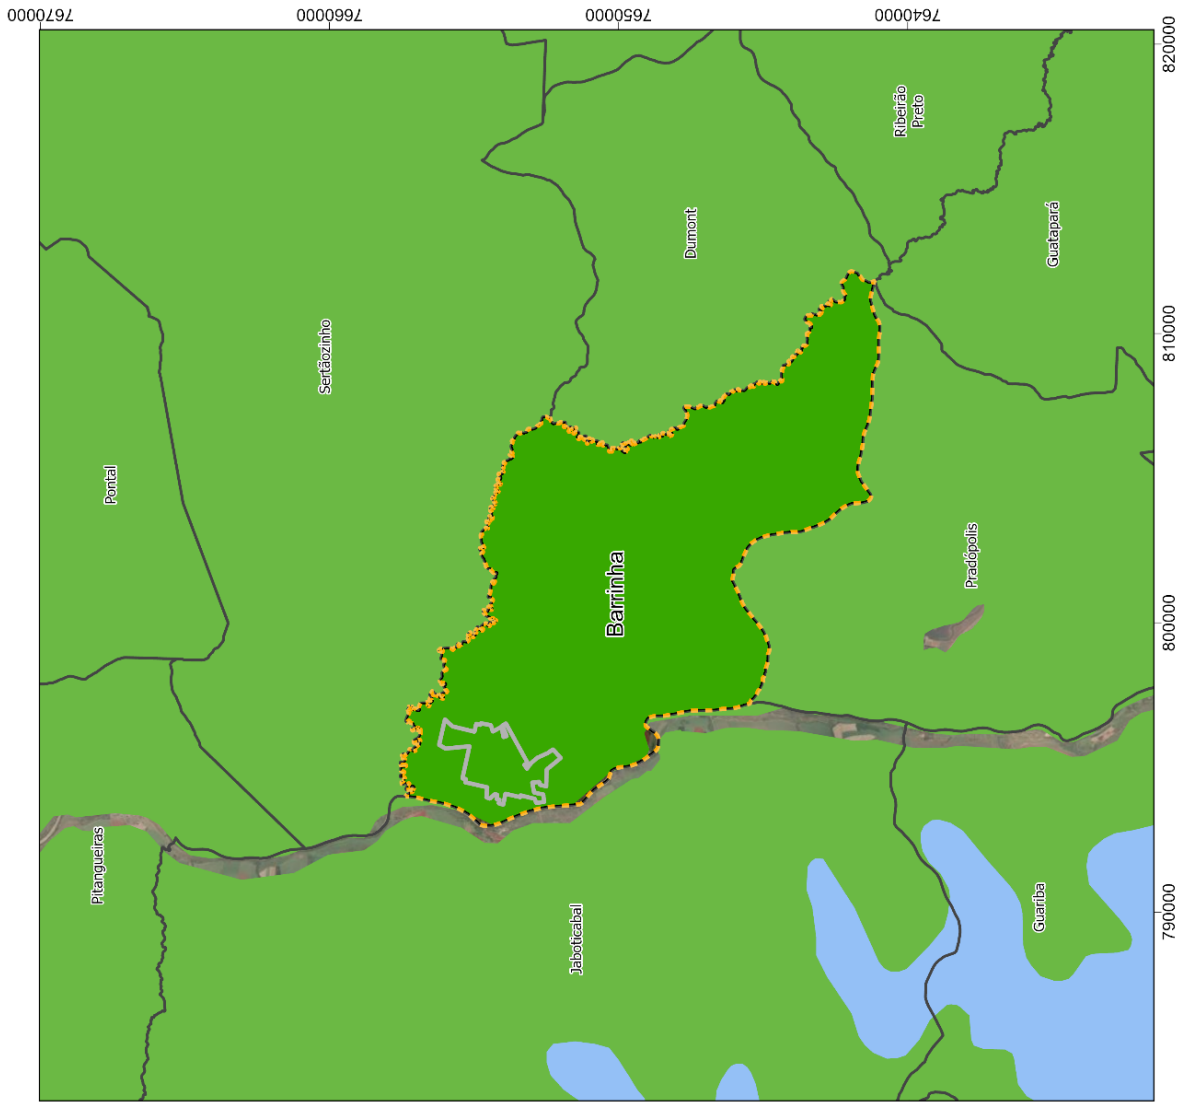 7670000
Pitangueiras
Pontal
Sertãozinho
7660000
Jaboticabal
Barrinha
7650000
Dumont
Ribeirão
Preto
7640000
Pradópolis
Guariba
Guatapará
790000
800000
810000
820000